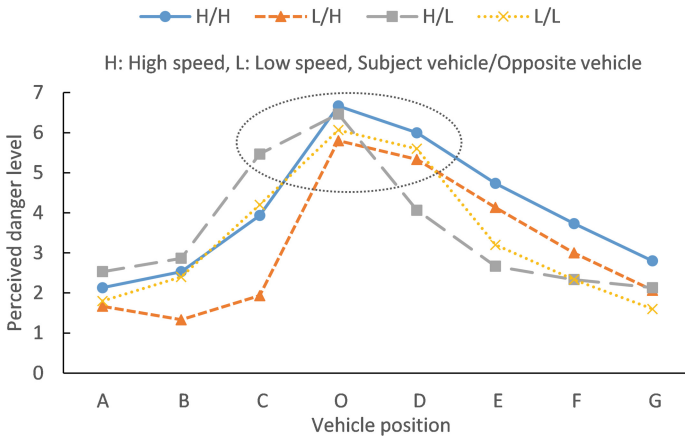 H/H L/H H/L L/L
H: High speed, L: Low speed, Subject vehicle/Opposite vehicle
Perceived danger level
7
6
5
4
3
2
1
0
A B C O D E F G
Vehicle position